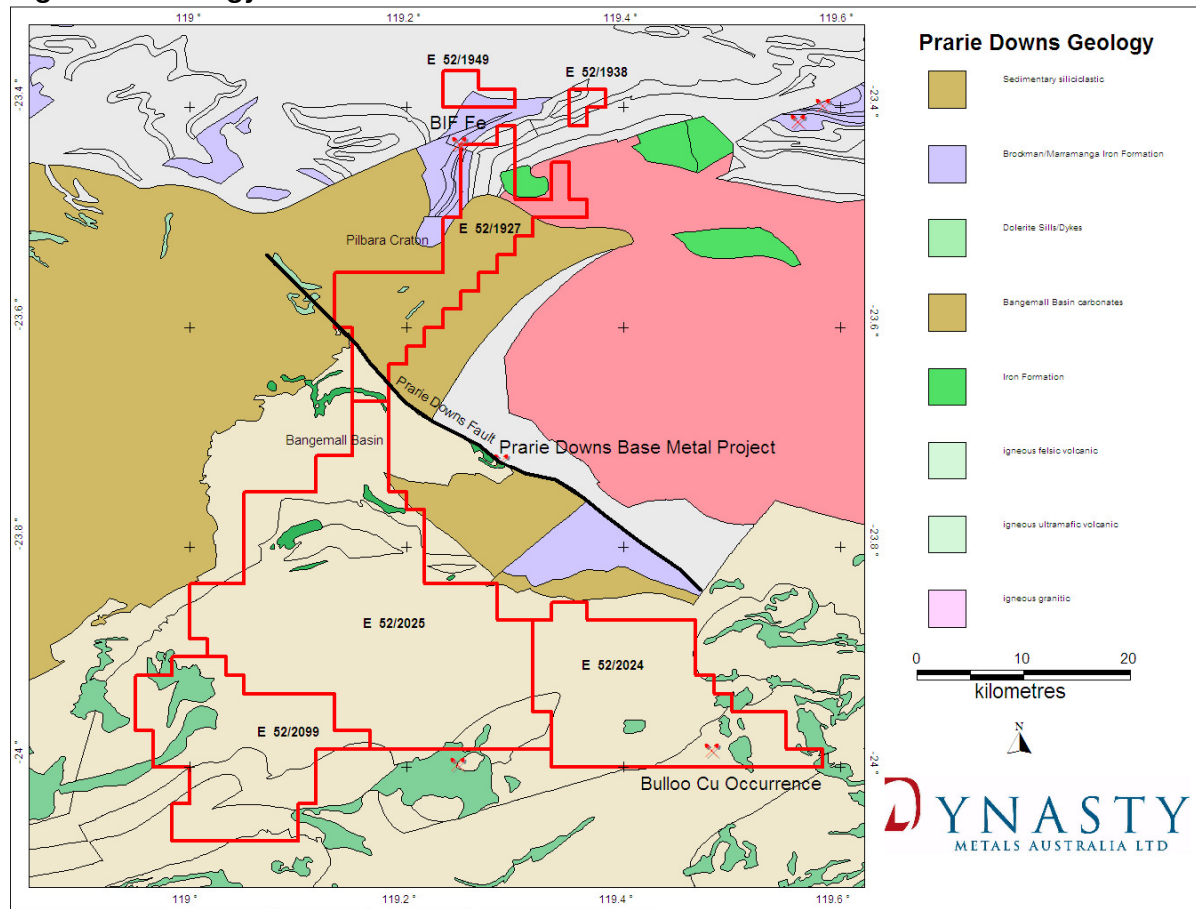 119 °
119.2 °
119.4 °
119.6 °
-23.4 °
-23.6 °
-23.8 °
-24 °
-23.4 °
-23.6 °
-23.8 °
-24 °
E 52/1949
E 52/1938
BIF Fe
E 52/1927
Pilbara Craton
Prarie Downs Fault
Bangemall Basin
Prarie Downs Base Metal Project
E 52/2025
E 52/2024
E 52/2099
Bulloo Cu Occurrence
119 °
119.2 °
119.4 °
119.6 °
Prarie Downs Geology
Sedimentary siliciclastic
Brockman/Marramanga Iron Formation
Dolerite Sills/Dykes
Bangemall Basin carbonates
Iron Formation
igneous felsic volcanic
igneous ultramafic volcanic
igneous granitic
0 10 20
kilometres
N
DYNASTY
METALS AUSTRALIA LTD